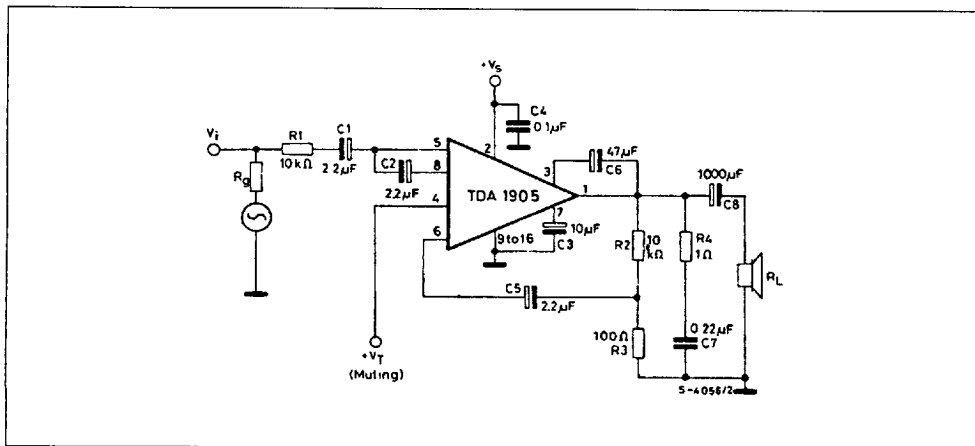 +Vs
C4
0.1µF
Vi
R1
10kΩ
C1
2.2µF
Rg
C2
2.2µF
5
8
4
6
2
3
1
7
TDA 1905
9 to 16
47µF
C6
10µF
C3
1000µF
C8
R2
10
kΩ
R4
1Ω
RL
C5
2.2µF
100Ω
R3
0.22µF
C7
+VT
(Muting)
S-4056/2